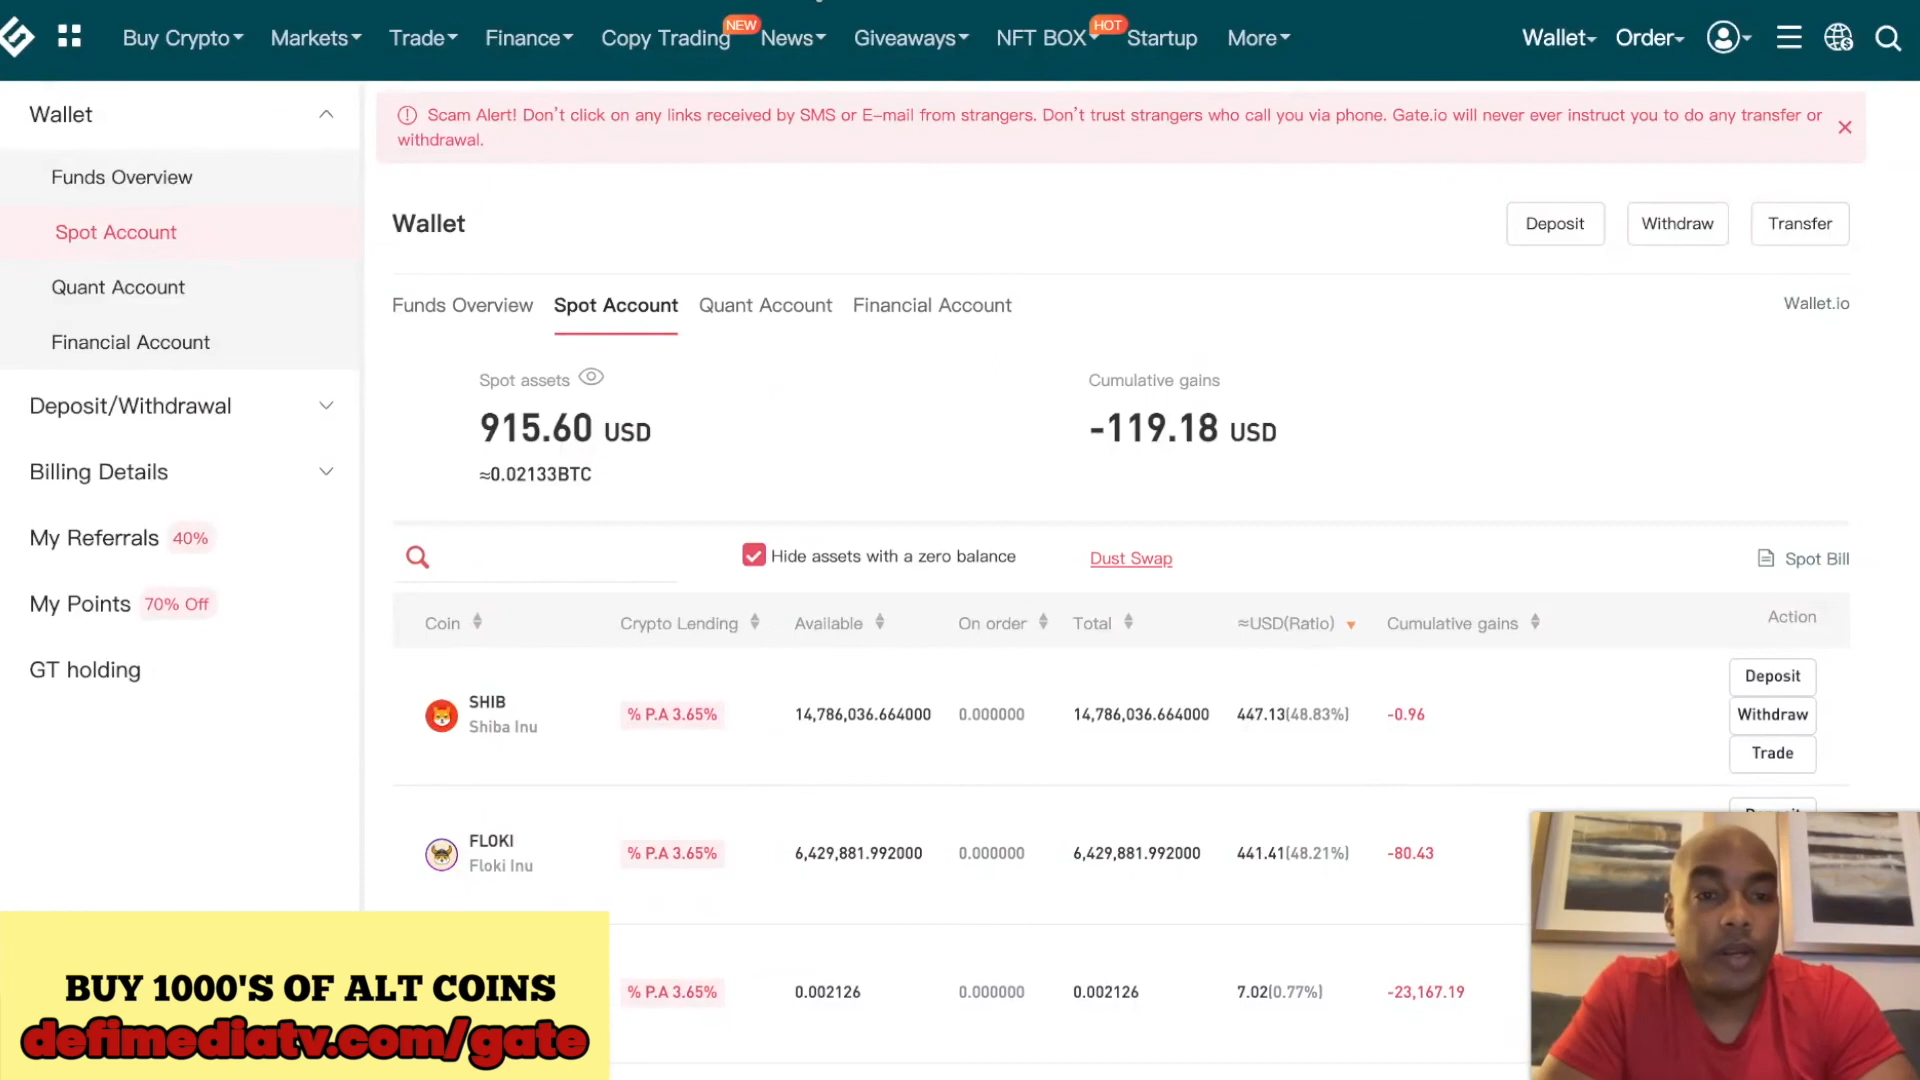 Buy Crypto Markets Trade Finance Copy Trading NEW News Giveaways NFT BOX HOT Startup More Wallet Order
Wallet
Funds Overview
Spot Account
Quant Account
Financial Account
Deposit/Withdrawal
Billing Details
My Referrals 40%
My Points 70% Off
GT holding
Scam Alert! Don't click on any links received by SMS or E-mail from strangers. Don't trust strangers who call you via phone. Gate.io will never ever instruct you to do any transfer or
withdrawal.
Wallet Deposit Withdraw Transfer
Funds Overview Spot Account Quant Account Financial Account Wallet.io
Spot assets Cumulative gains
915.60 USD -119.18 USD
≈0.02133BTC
Hide assets with a zero balance Dust Swap Spot Bill
Coin Crypto Lending Available On order Total ≈USD(Ratio) Cumulative gains Action
SHIB
Shiba Inu
% P.A 3.65% 14,786,036.664000 0.000000 14,786,036.664000 447.13(48.83%) -0.96
Deposit
Withdraw
Trade
FLOKI
Floki Inu
% P.A 3.65% 6,429,881.992000 0.000000 6,429,881.992000 441.41(48.21%) -80.43
% P.A 3.65% 0.002126 0.000000 0.002126 7.02(0.77%) -23,167.19
BUY 1000'S OF ALT COINS
defimediatv.com/gate